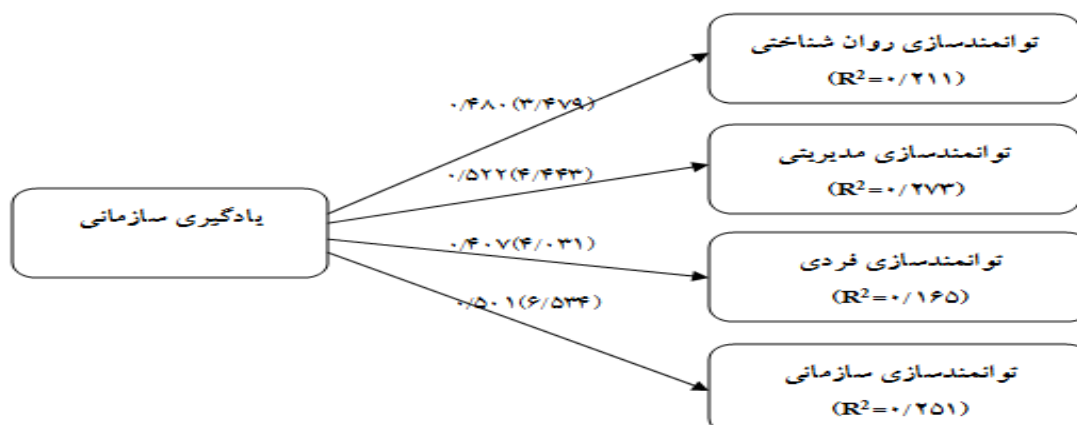 توانمندسازی روان شناختی
(R²=۰/۲۱۱)
۰/۴۸۰(۳/۴۷۹)
توانمندسازی مدیریتی
(R²=۰/۲۷۳)
۰/۵۲۲(۴/۴۴۳)
یادگیری سازمانی
۰/۴۰۷(۴/۰۳۱)
توانمندسازی فردی
(R²=۰/۱۶۵)
۰/۵۰۱(۶/۵۳۴)
توانمندسازی سازمانی
(R²=۰/۲۵۱)